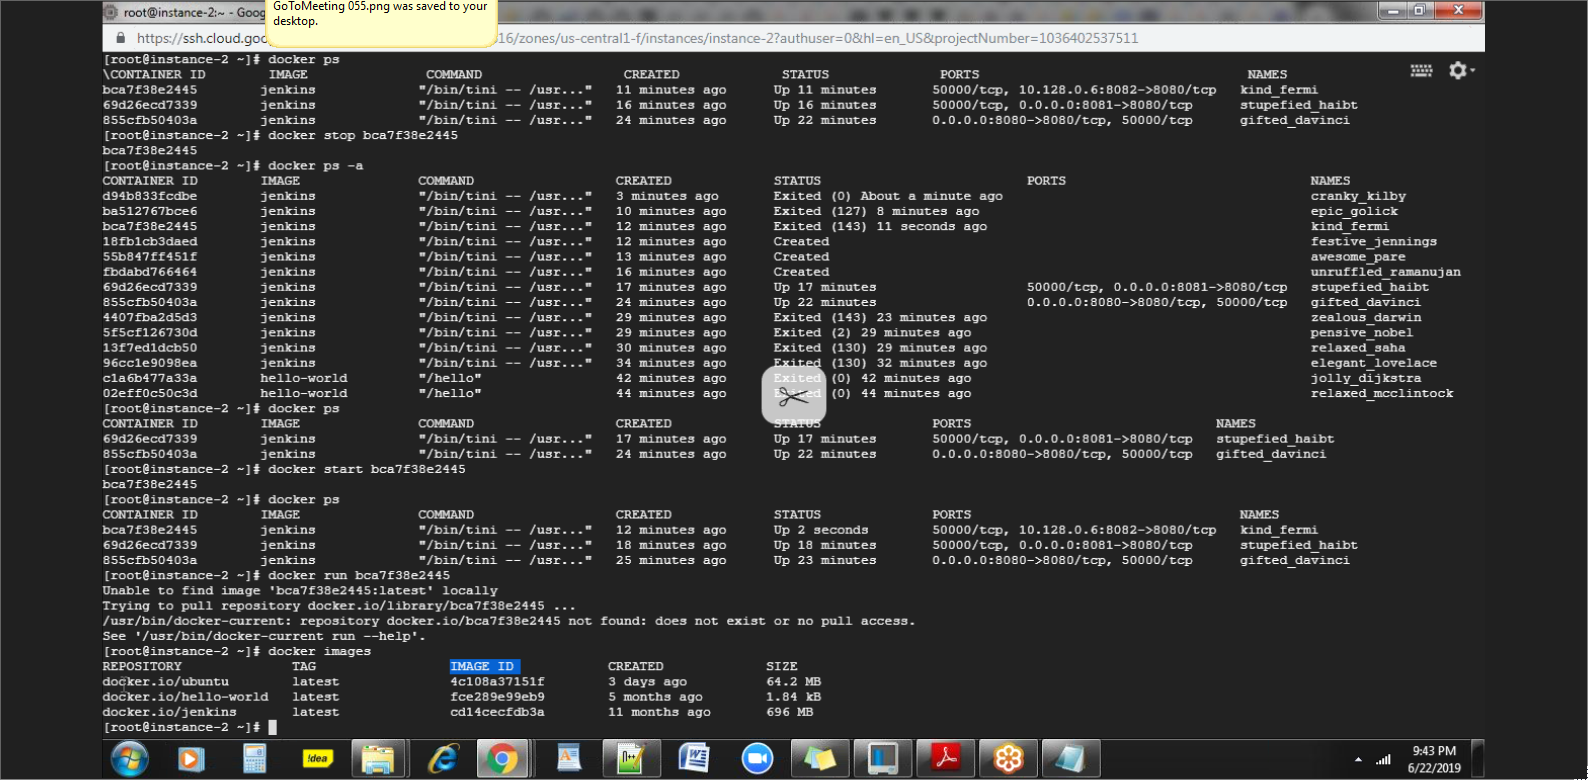 root@instance-2:~ - Goo
GoToMeeting 055.png was saved to your
desktop.
https://ssh.cloud.goo
16/zones/us-central1-f/instances/instance-2?authuser=0&hl=en_US&projectNumber=1036402537511
[root@instance-2 ~]# docker ps
\CONTAINER ID IMAGE COMMAND CREATED STATUS PORTS NAMES
bca7f38e2445 jenkins "/bin/tini -- /usr..." 11 minutes ago Up 11 minutes 50000/tcp, 10.128.0.6:8082->8080/tcp kind_fermi
69d26ecd7339 jenkins "/bin/tini -- /usr..." 16 minutes ago Up 16 minutes 50000/tcp, 0.0.0.0:8081->8080/tcp stupefied_haibt
855cfb50403a jenkins "/bin/tini -- /usr..." 24 minutes ago Up 22 minutes 0.0.0.0:8080->8080/tcp, 50000/tcp gifted_davinci
[root@instance-2 ~]# docker stop bca7f38e2445
bca7f38e2445
[root@instance-2 ~]# docker ps -a
CONTAINER ID IMAGE COMMAND CREATED STATUS PORTS NAMES
d94b833fcdbe jenkins "/bin/tini -- /usr..." 3 minutes ago Exited (0) About a minute ago cranky_kilby
ba512767bce6 jenkins "/bin/tini -- /usr..." 10 minutes ago Exited (127) 8 minutes ago epic_golick
bca7f38e2445 jenkins "/bin/tini -- /usr..." 12 minutes ago Exited (143) 11 seconds ago kind_fermi
18fb1cb3daed jenkins "/bin/tini -- /usr..." 12 minutes ago Created festive_jennings
55b847ff451f jenkins "/bin/tini -- /usr..." 13 minutes ago Created awesome_pare
fbdabd766464 jenkins "/bin/tini -- /usr..." 16 minutes ago Created unruffled_ramanujan
69d26ecd7339 jenkins "/bin/tini -- /usr..." 17 minutes ago Up 17 minutes 50000/tcp, 0.0.0.0:8081->8080/tcp stupefied_haibt
855cfb50403a jenkins "/bin/tini -- /usr..." 24 minutes ago Up 22 minutes 0.0.0.0:8080->8080/tcp, 50000/tcp gifted_davinci
4407fba2d5d3 jenkins "/bin/tini -- /usr..." 29 minutes ago Exited (143) 23 minutes ago zealous_darwin
5f5cf126730d jenkins "/bin/tini -- /usr..." 29 minutes ago Exited (2) 29 minutes ago pensive_nobel
13f7ed1dcb50 jenkins "/bin/tini -- /usr..." 30 minutes ago Exited (130) 29 minutes ago relaxed_saha
96cc1e9098ea jenkins "/bin/tini -- /usr..." 34 minutes ago Exited (130) 32 minutes ago elegant_lovelace
c1a6b477a33a hello-world "/hello" 42 minutes ago Exited (0) 42 minutes ago jolly_dijkstra
02eff0c50c3d hello-world "/hello" 44 minutes ago Exited (0) 44 minutes ago relaxed_mcclintock
[root@instance-2 ~]# docker ps
CONTAINER ID IMAGE COMMAND CREATED STATUS PORTS NAMES
69d26ecd7339 jenkins "/bin/tini -- /usr..." 17 minutes ago Up 17 minutes 50000/tcp, 0.0.0.0:8081->8080/tcp stupefied_haibt
855cfb50403a jenkins "/bin/tini -- /usr..." 24 minutes ago Up 22 minutes 0.0.0.0:8080->8080/tcp, 50000/tcp gifted_davinci
[root@instance-2 ~]# docker start bca7f38e2445
bca7f38e2445
[root@instance-2 ~]# docker ps
CONTAINER ID IMAGE COMMAND CREATED STATUS PORTS NAMES
bca7f38e2445 jenkins "/bin/tini -- /usr..." 12 minutes ago Up 2 seconds 50000/tcp, 10.128.0.6:8082->8080/tcp kind_fermi
69d26ecd7339 jenkins "/bin/tini -- /usr..." 18 minutes ago Up 18 minutes 50000/tcp, 0.0.0.0:8081->8080/tcp stupefied_haibt
855cfb50403a jenkins "/bin/tini -- /usr..." 25 minutes ago Up 23 minutes 0.0.0.0:8080->8080/tcp, 50000/tcp gifted_davinci
[root@instance-2 ~]# docker run bca7f38e2445
Unable to find image 'bca7f38e2445:latest' locally
Trying to pull repository docker.io/library/bca7f38e2445 ...
/usr/bin/docker-current: repository docker.io/bca7f38e2445 not found: does not exist or no pull access.
See '/usr/bin/docker-current run --help'.
[root@instance-2 ~]# docker images
REPOSITORY TAG IMAGE ID CREATED SIZE
docker.io/ubuntu latest 4c108a37151f 3 days ago 64.2 MB
docker.io/hello-world latest fce289e99eb9 5 months ago 1.84 kB
docker.io/jenkins latest cd14cecfdb3a 11 months ago 696 MB
[root@instance-2 ~]#
!dea
9:43 PM
6/22/2019